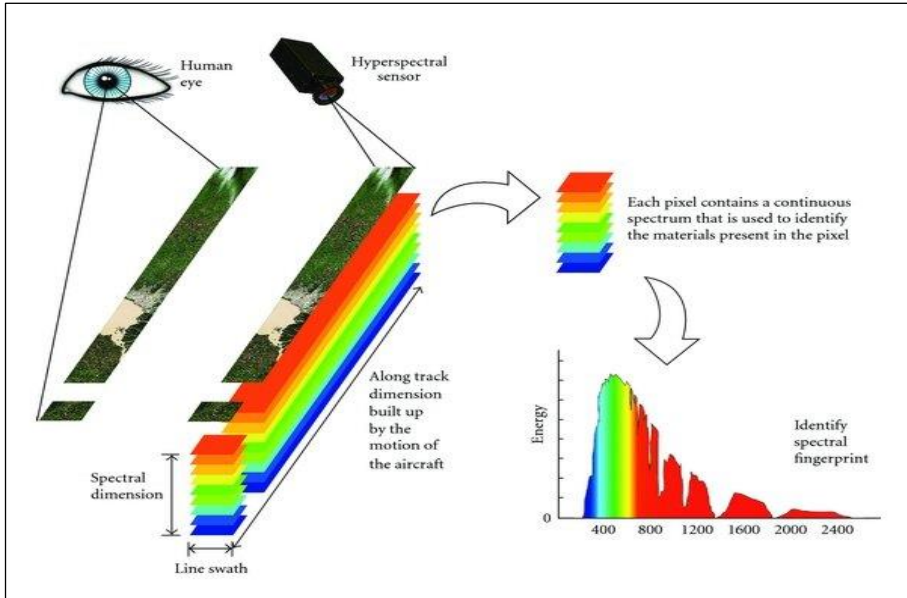 Human
eye
Hyperspectral
sensor
Each pixel contains a continuous
spectrum that is used to identify
the materials present in the pixel
Along track
dimension
built up
by the
motion of
the aircraft
Spectral
dimension
Line swath
Energy
0
400 800 1200 1600 2000 2400
Identify
spectral
fingerprint